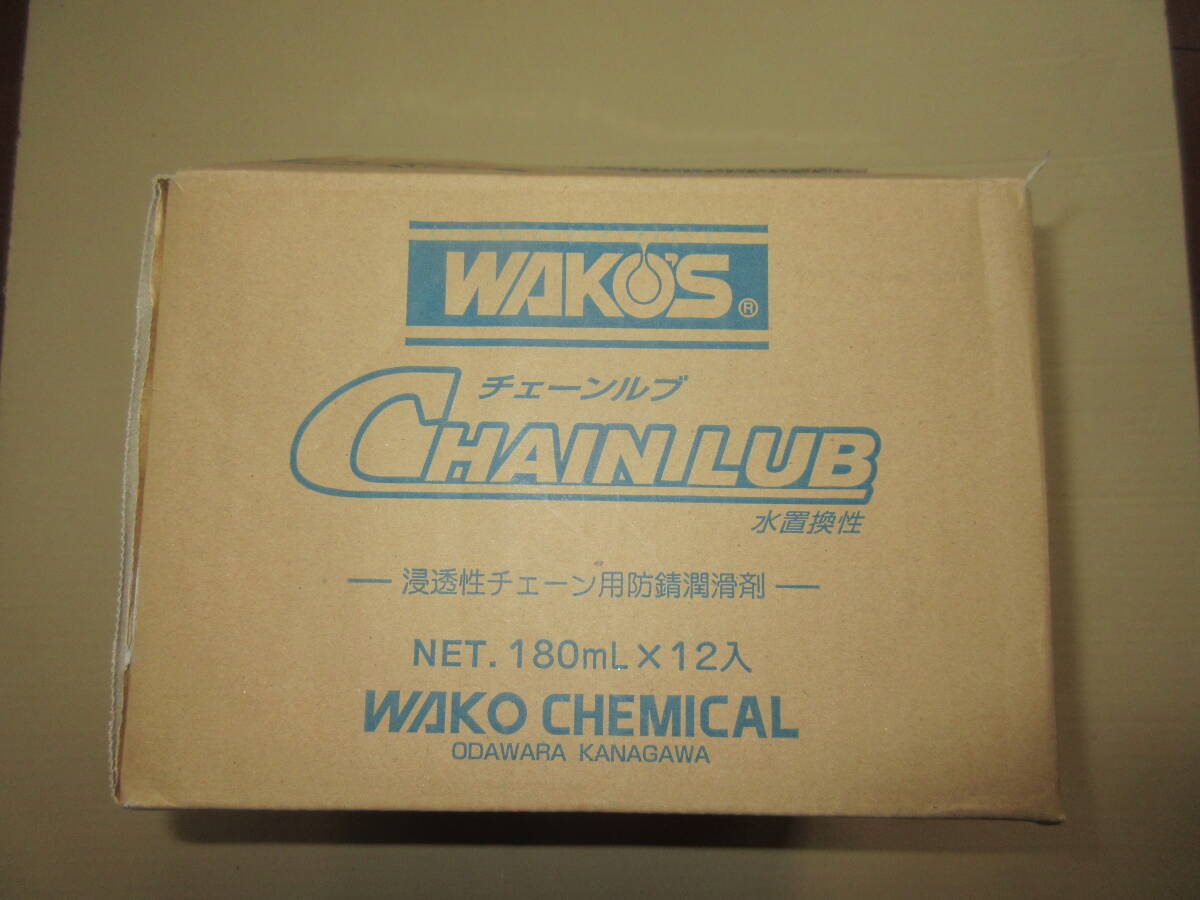 WAKO'S®
チェーンルブ
CHAIN LUB
水置換性
— 浸透性チェーン用防錆潤滑剤 —
NET. 180mL×12入
WAKO CHEMICAL
ODAWARA KANAGAWA